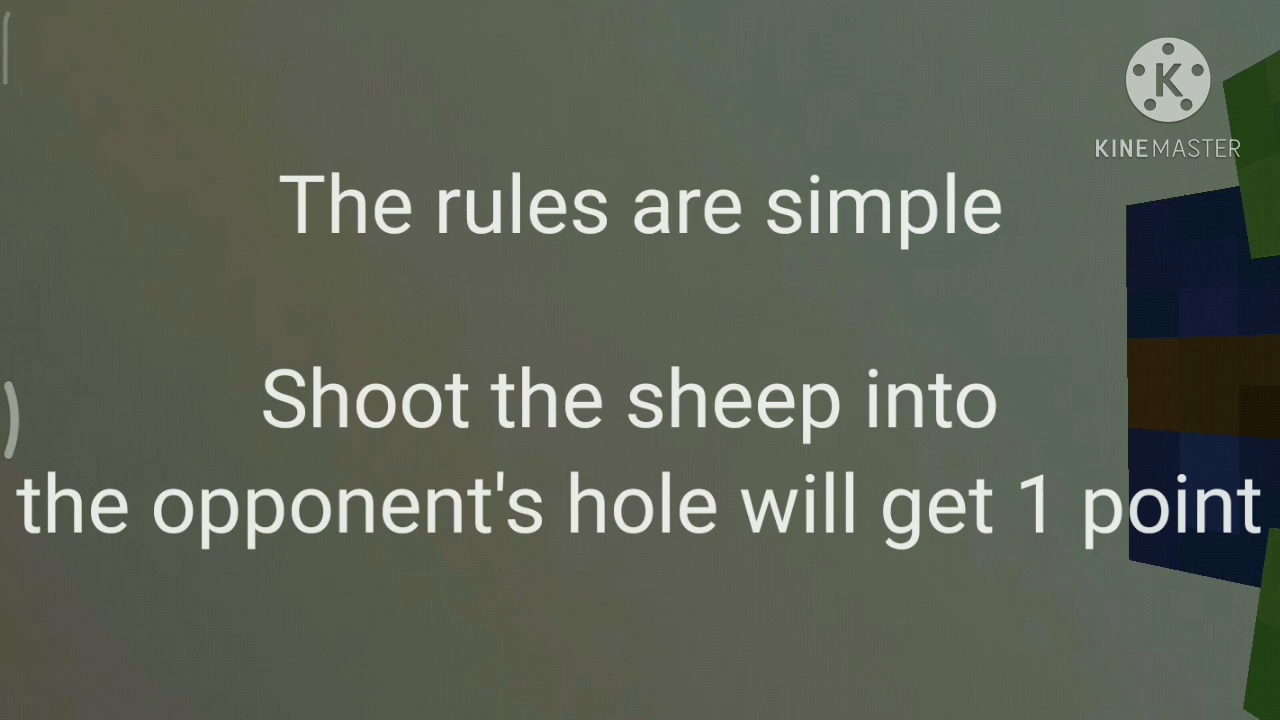 K
KINEMASTER
The rules are simple
Shoot the sheep into
the opponent's hole will get 1 point